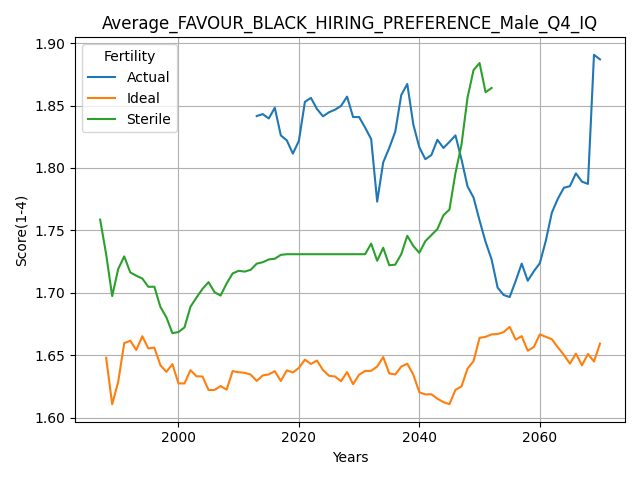 Average_FAVOUR_BLACK_HIRING_PREFERENCE_Male_Q4_IQ
1.90
1.85
1.80
1.75
1.70
1.65
1.60
Score(1-4)
Fertility
Actual
Ideal
Sterile
2000
2020
2040
2060
Years